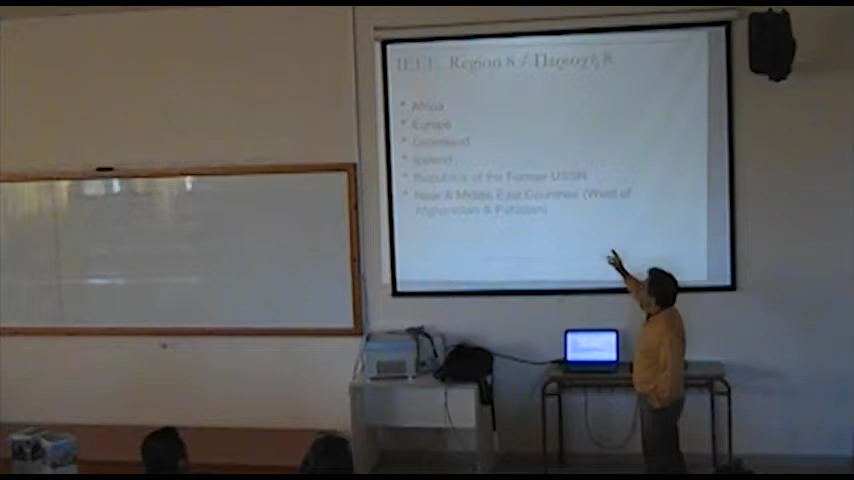 IEEE Region 8 / Περιοχή 8
• Africa
• Europe
• Greenland
• Iceland
• Republics of the Former USSR
• Near & Middle East Countries (West of
Afghanistan & Pakistan)